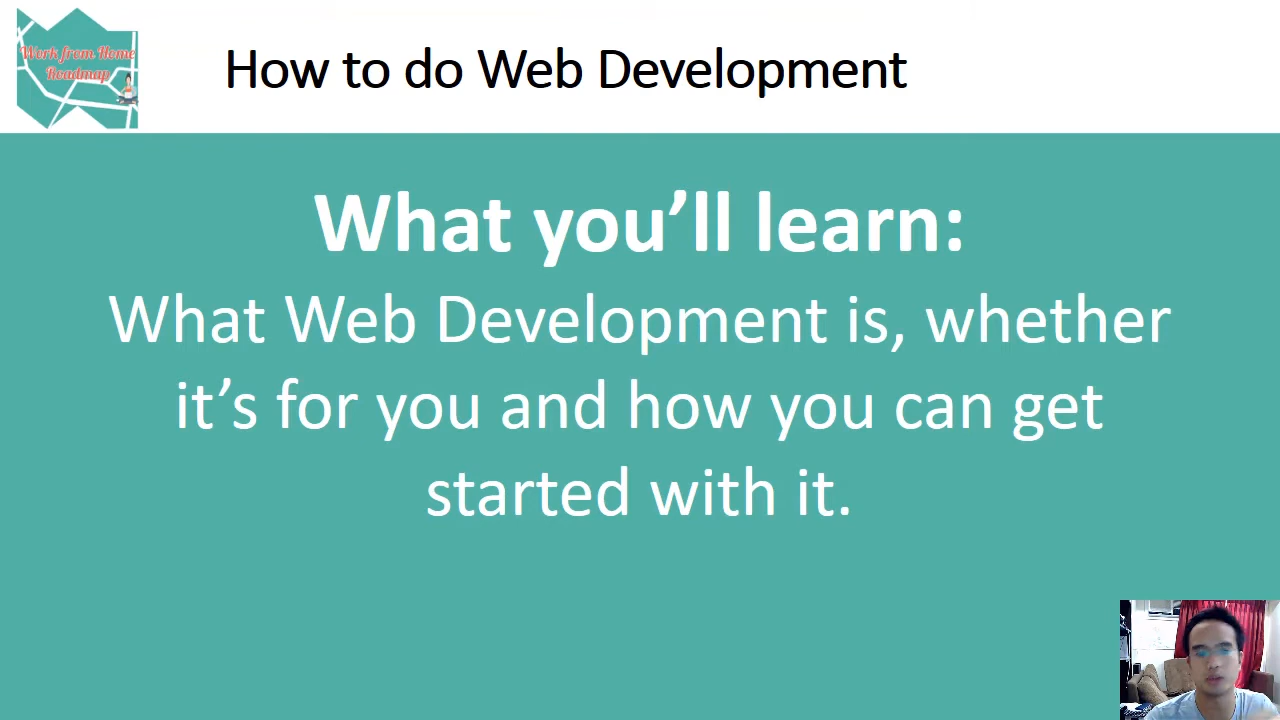 Work from Home
Roadmap
How to do Web Development
What you’ll learn:
What Web Development is, whether
it’s for you and how you can get
started with it.